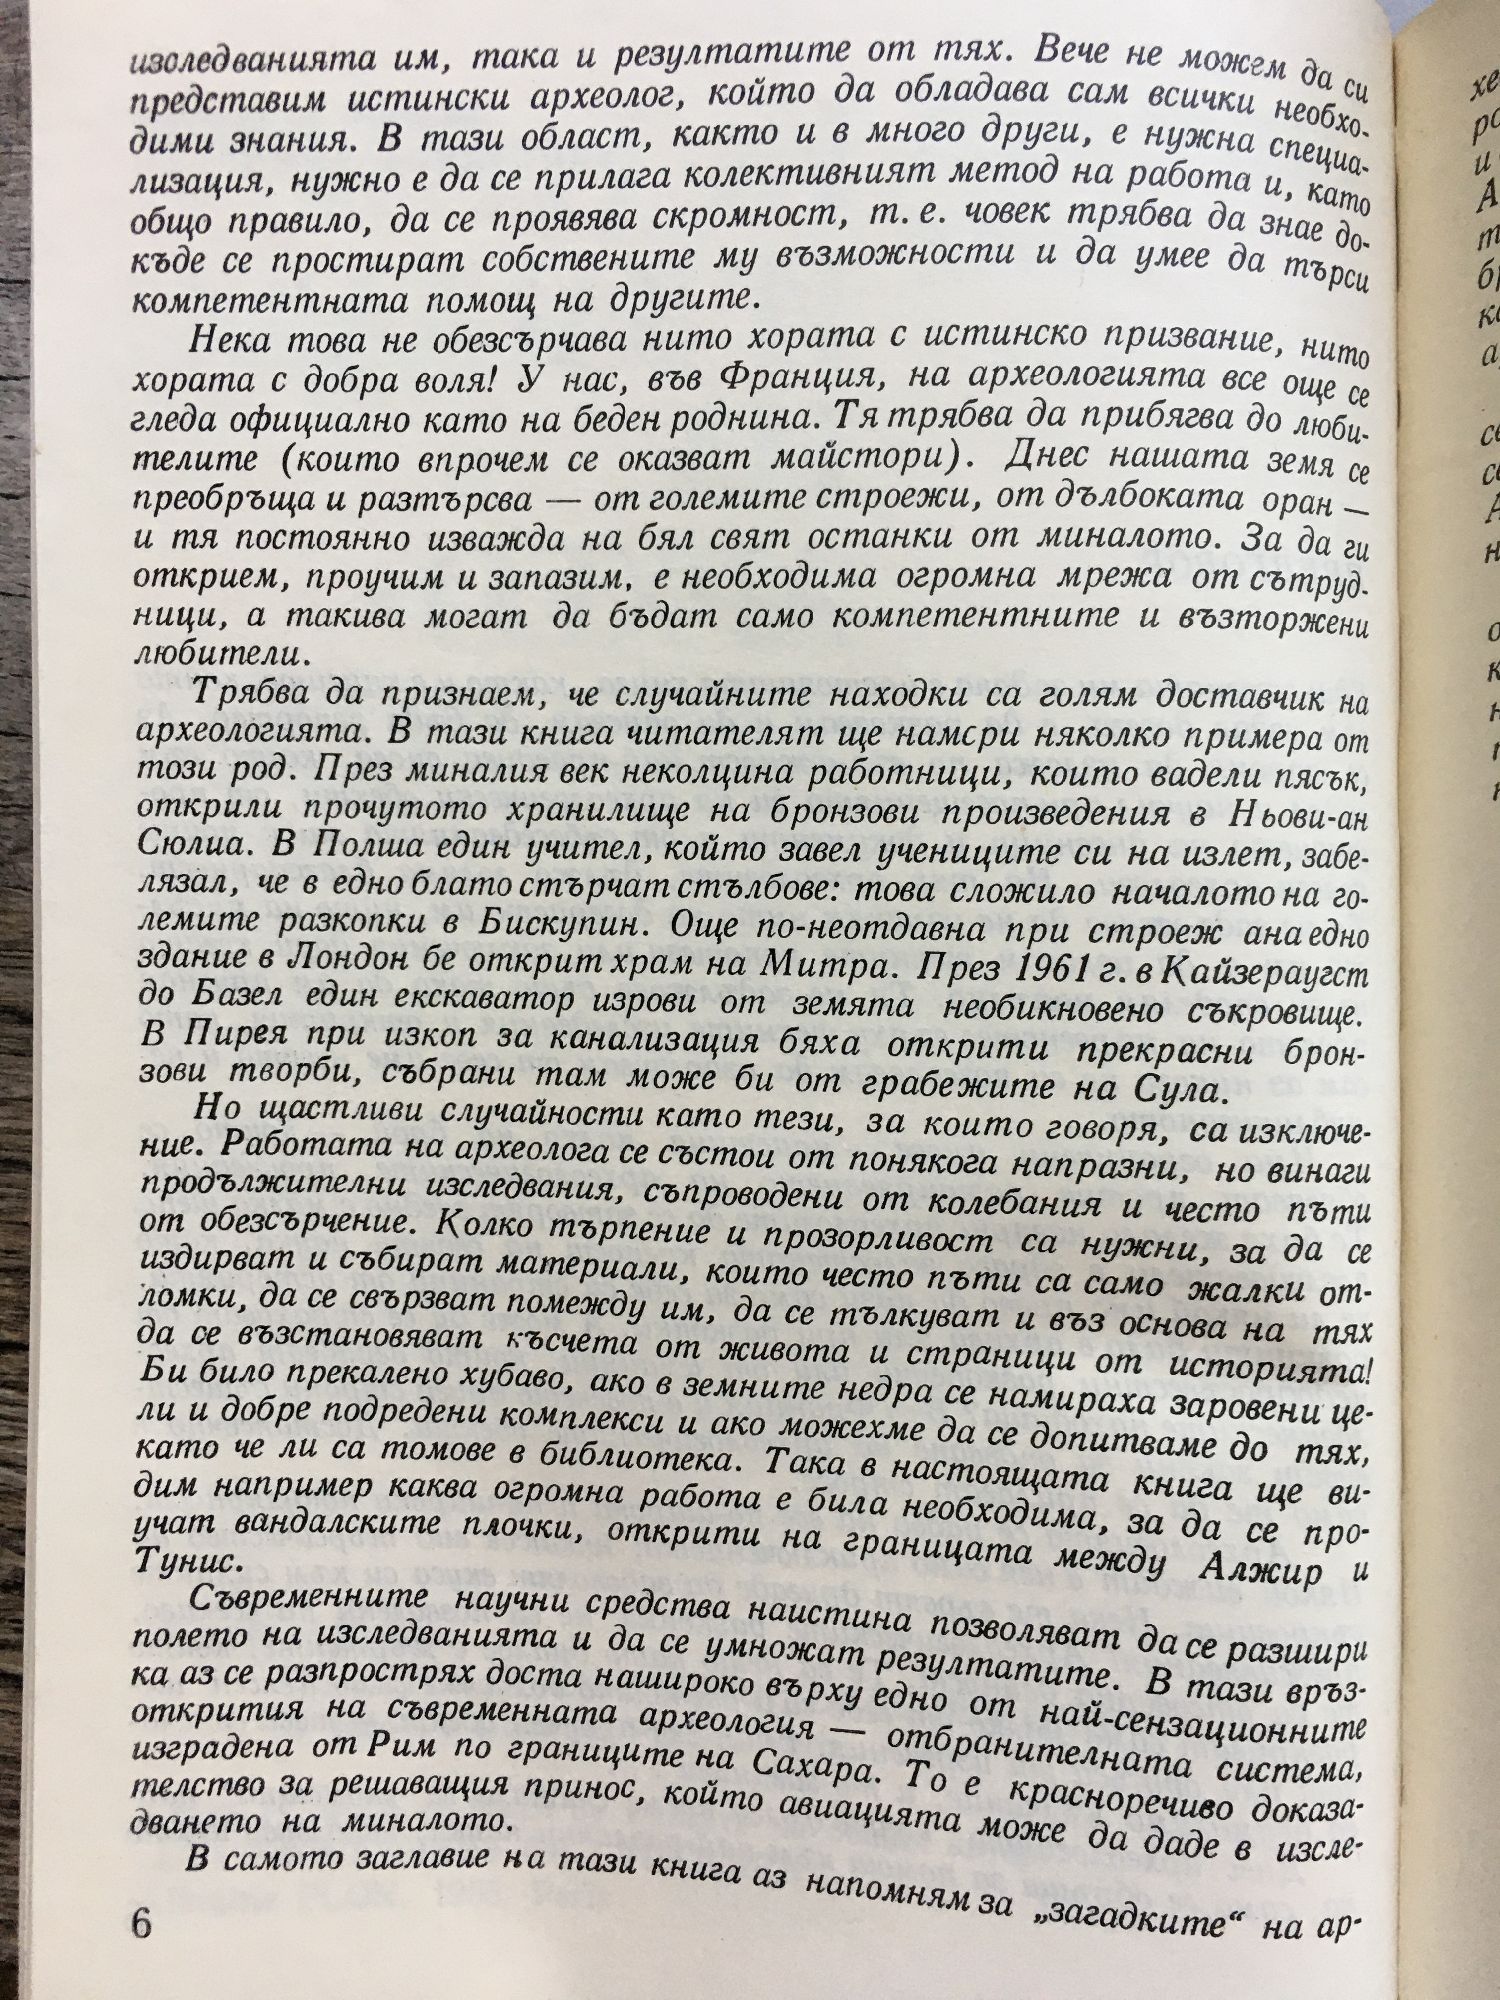 изследванията им, така и резултатите от тях. Вече не можем да си
представим истински археолог, който да обладава сам всички необхо-
дими знания. В тази област, както и в много други, е нужна специа-
лизация, нужно е да се прилага колективният метод на работа и, като
общо правило, да се проявява скромност, т. е. човек трябва да знае до-
къде се простират собствените му възможности и да умее да търси
компетентната помощ на другите.
Нека това не обезсърчава нито хората с истинско призвание, нито
хората с добра воля! У нас, във Франция, на археологията все още се
гледа официално като на беден роднина. Тя трябва да прибягва до люби-
телите (които впрочем се оказват майстори). Днес нашата земя се
преобръща и разтърсва — от големите строежи, от дълбоката оран —
и тя постоянно изважда на бял свят останки от миналото. За да ги
открием, проучим и запазим, е необходима огромна мрежа от сътруд-
ници, а такива могат да бъдат само компетентните и възторжени
любители.
Трябва да признаем, че случайните находки са голям доставчик на
археологията. В тази книга читателят ще намери няколко примера от
този род. През миналия век неколцина работници, които вадели пясък,
открили прочутото хранилище на бронзови произведения в Ньови-ан
Сюлиа. В Полша един учител, който завел учениците си на излет, забе-
лязал, че в едно блато стърчат стълбове: това сложило началото на го-
лемите разкопки в Бискупин. Още по-неотдавна при строеж ана едно
здание в Лондон бе открит храм на Митра. През 1961 г. в Кайзераугст
до Базел един екскаватор изрови от земята необикновено съкровище.
В Пирея при изкоп за канализация бяха открити прекрасни брон-
зови творби, събрани там може би от грабежите на Сула.
Но щастливи случайности като тези, за които говоря, са изключе-
ние. Работата на археолога се състои от понякога напразни, но винаги
продължителни изследвания, съпроводени от колебания и често пъти
от обезсърчение. Колко търпение и прозорливост са нужни, за да се
издирват и събират материали, които често пъти са само жалки от-
ломки, да се свързват помежду им, да се тълкуват и въз основа на тях
да се възстановяват късчета от живота и страници от историята!
Би било прекалено хубаво, ако в земните недра се намираха заровени це-
ли и добре подредени комплекси и ако можехме да се допитваме до тях,
като че ли са томове в библиотека. Така в настоящата книга ще ви-
дим например каква огромна работа е била необходима, за да се про-
учат вандалските плочки, открити на границата между Алжир и
Тунис.
Съвременните научни средства наистина позволяват да се разшири
полето на изследванията и да се умножат резултатите. В тази връз-
ка аз се разпрострях доста нашироко върху едно от най-сензационните
открития на съвременната археология — отбранителната система,
изградена от Рим по границите на Сахара. То е красноречиво доказа-
телство за решаващия принос, който авиацията може да даде в изсле-
дването на миналото.
В самото заглавие на тази книга аз напомням за „загадките“ на ар-
6